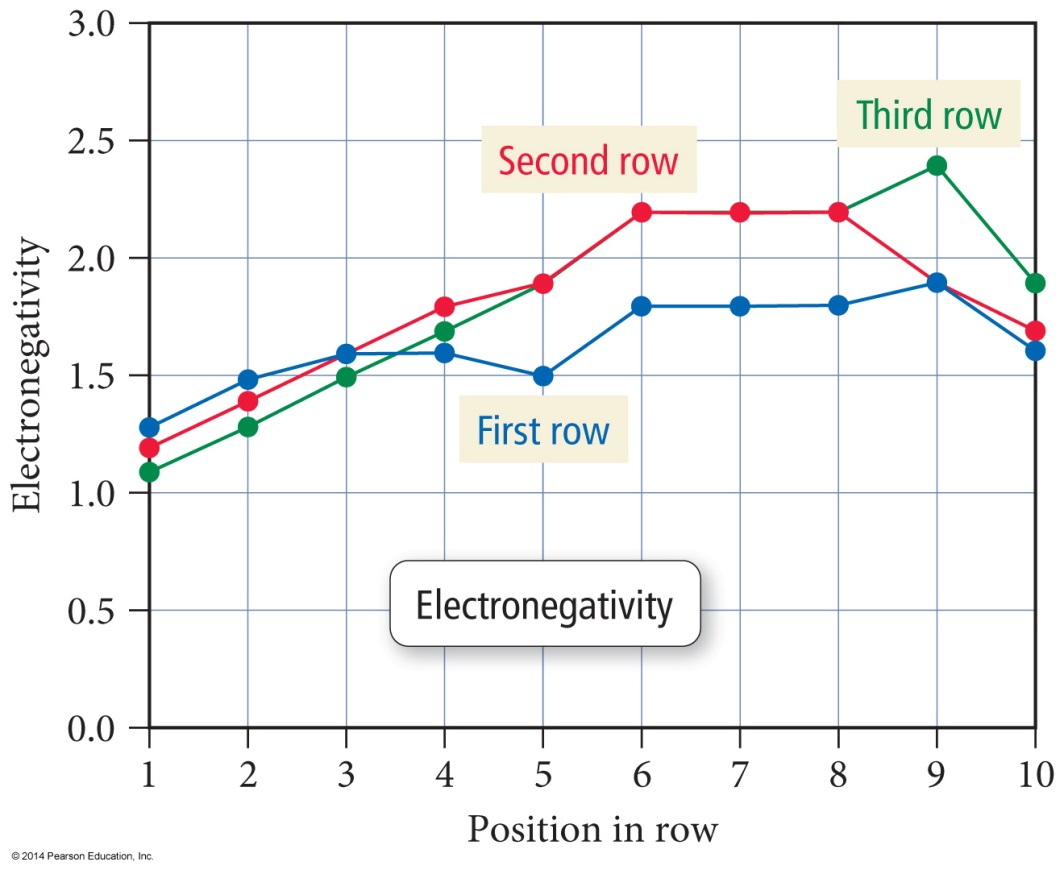 3.0
2.5
2.0
1.5
1.0
0.5
0.0
Electronegativity
Second row
Third row
First row
Electronegativity
1 2 3 4 5 6 7 8 9 10
Position in row
© 2014 Pearson Education, Inc.